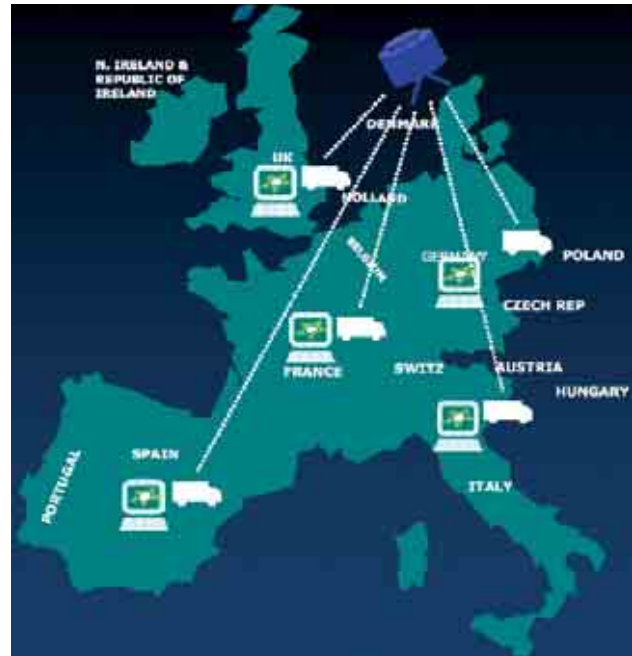 N. IRELAND &
REPUBLIC OF
IRELAND
DENMARK
UK
HOLLAND
BELGIUM
GERMANY
POLAND
CZECH REP
FRANCE
SWITZ
AUSTRIA
HUNGARY
SPAIN
PORTUGAL
ITALY